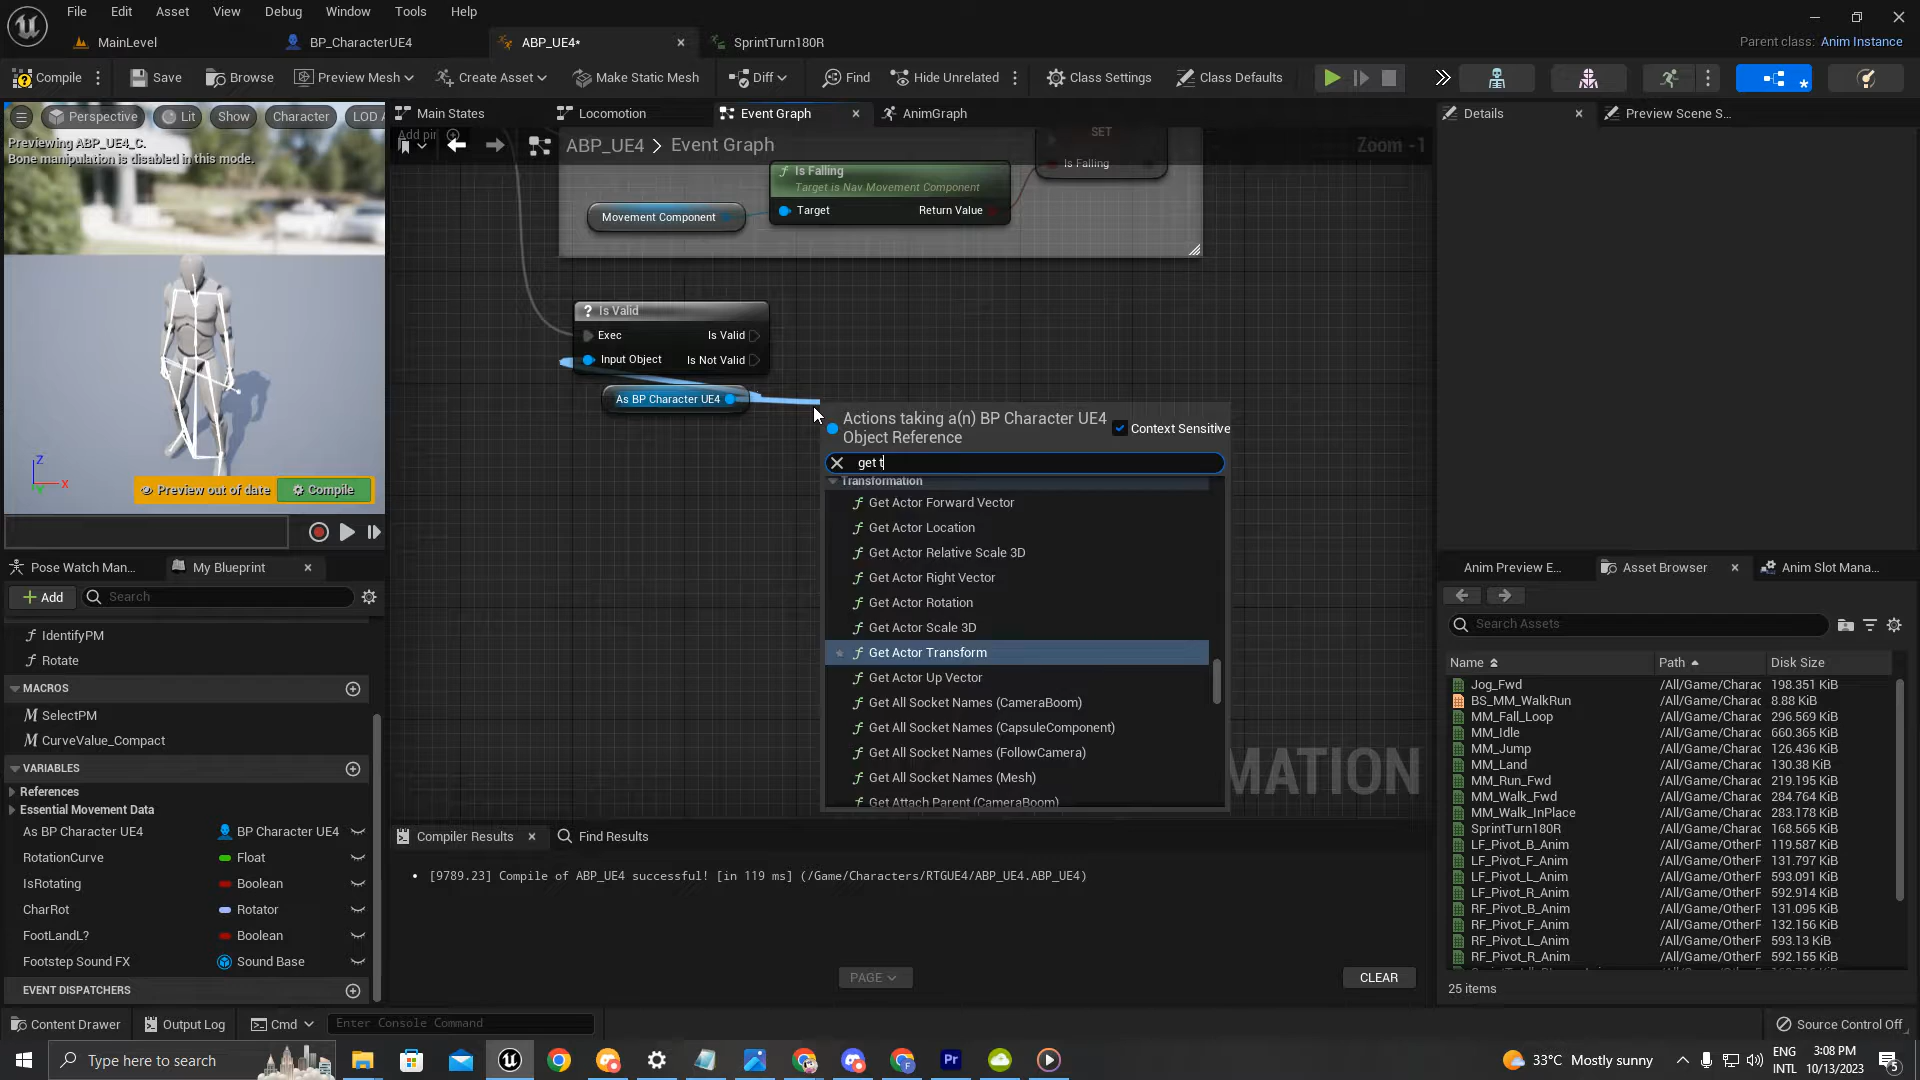 File Edit Asset View Debug Window Tools Help
MainLevel
BP_CharacterUE4
ABP_UE4*
SprintTurn180R
Parent class: Anim Instance
Compile
Save
Browse
Preview Mesh
Create Asset
Make Static Mesh
Diff
Find
Hide Unrelated
Class Settings
Class Defaults
Perspective
Lit
Show
Character
LOD A
Previewing ABP_UE4_C.
Bone manipulation is disabled in this mode.
Z
X
Preview out of date
Compile
Main States
Locomotion
Event Graph
AnimGraph
Add pin
ABP_UE4 > Event Graph
Zoom -1
SET
Is Falling
Is Falling
Target is Nav Movement Component
Target
Return Value
Movement Component
? Is Valid
Exec
Is Valid
Input Object
Is Not Valid
As BP Character UE4
Actions taking a(n) BP Character UE4
Object Reference
Context Sensitive
get t
Transformation
Get Actor Forward Vector
Get Actor Location
Get Actor Relative Scale 3D
Get Actor Right Vector
Get Actor Rotation
Get Actor Scale 3D
Get Actor Transform
Get Actor Up Vector
Get All Socket Names (CameraBoom)
Get All Socket Names (CapsuleComponent)
Get All Socket Names (FollowCamera)
Get All Socket Names (Mesh)
Get Attach Parent (CameraBoom)
MATION
Pose Watch Man...
My Blueprint
Add
Search
IdentifyPM
Rotate
MACROS
SelectPM
CurveValue_Compact
VARIABLES
References
Essential Movement Data
As BP Character UE4
BP Character UE4
RotationCurve
Float
IsRotating
Boolean
CharRot
Rotator
FootLandL?
Boolean
Footstep Sound FX
Sound Base
EVENT DISPATCHERS
Compiler Results
Find Results
[9789.23] Compile of ABP_UE4 successful! [in 119 ms] (/Game/Characters/RTGUE4/ABP_UE4.ABP_UE4)
PAGE
CLEAR
Details
Preview Scene S...
Anim Preview E...
Asset Browser
Anim Slot Mana...
Search Assets
Name Path Disk Size
Jog_Fwd /All/Game/Charac 198.351 KiB
BS_MM_WalkRun /All/Game/Charac 8.88 KiB
MM_Fall_Loop /All/Game/Charac 296.569 KiB
MM_Idle /All/Game/Charac 660.365 KiB
MM_Jump /All/Game/Charac 126.436 KiB
MM_Land /All/Game/Charac 130.38 KiB
MM_Run_Fwd /All/Game/Charac 219.195 KiB
MM_Walk_Fwd /All/Game/Charac 284.764 KiB
MM_Walk_InPlace /All/Game/Charac 283.178 KiB
SprintTurn180R /All/Game/Charac 168.565 KiB
LF_Pivot_B_Anim /All/Game/OtherF 119.587 KiB
LF_Pivot_F_Anim /All/Game/OtherF 131.797 KiB
LF_Pivot_L_Anim /All/Game/OtherF 593.091 KiB
LF_Pivot_R_Anim /All/Game/OtherF 592.914 KiB
RF_Pivot_B_Anim /All/Game/OtherF 131.095 KiB
RF_Pivot_F_Anim /All/Game/OtherF 132.156 KiB
RF_Pivot_L_Anim /All/Game/OtherF 593.13 KiB
RF_Pivot_R_Anim /All/Game/OtherF 592.155 KiB
25 items
Content Drawer
Output Log
Cmd
Enter Console Command
Source Control Off
Type here to search
Pr
33°C Mostly sunny
ENG
INTL
3:08 PM
10/13/2023
5